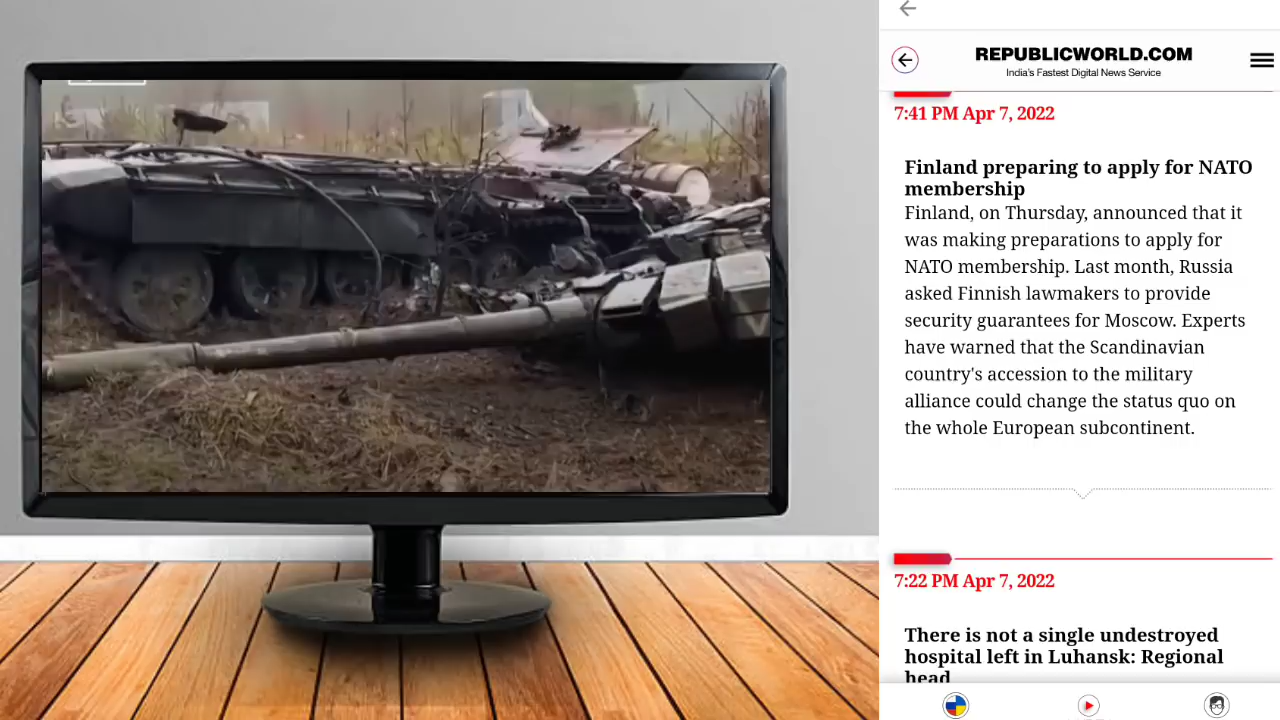 REPUBLICWORLD.COM
India's Fastest Digital News Service
7:41 PM Apr 7, 2022
Finland preparing to apply for NATO
membership
Finland, on Thursday, announced that it
was making preparations to apply for
NATO membership. Last month, Russia
asked Finnish lawmakers to provide
security guarantees for Moscow. Experts
have warned that the Scandinavian
country's accession to the military
alliance could change the status quo on
the whole European subcontinent.
7:22 PM Apr 7, 2022
There is not a single undestroyed
hospital left in Luhansk: Regional
head